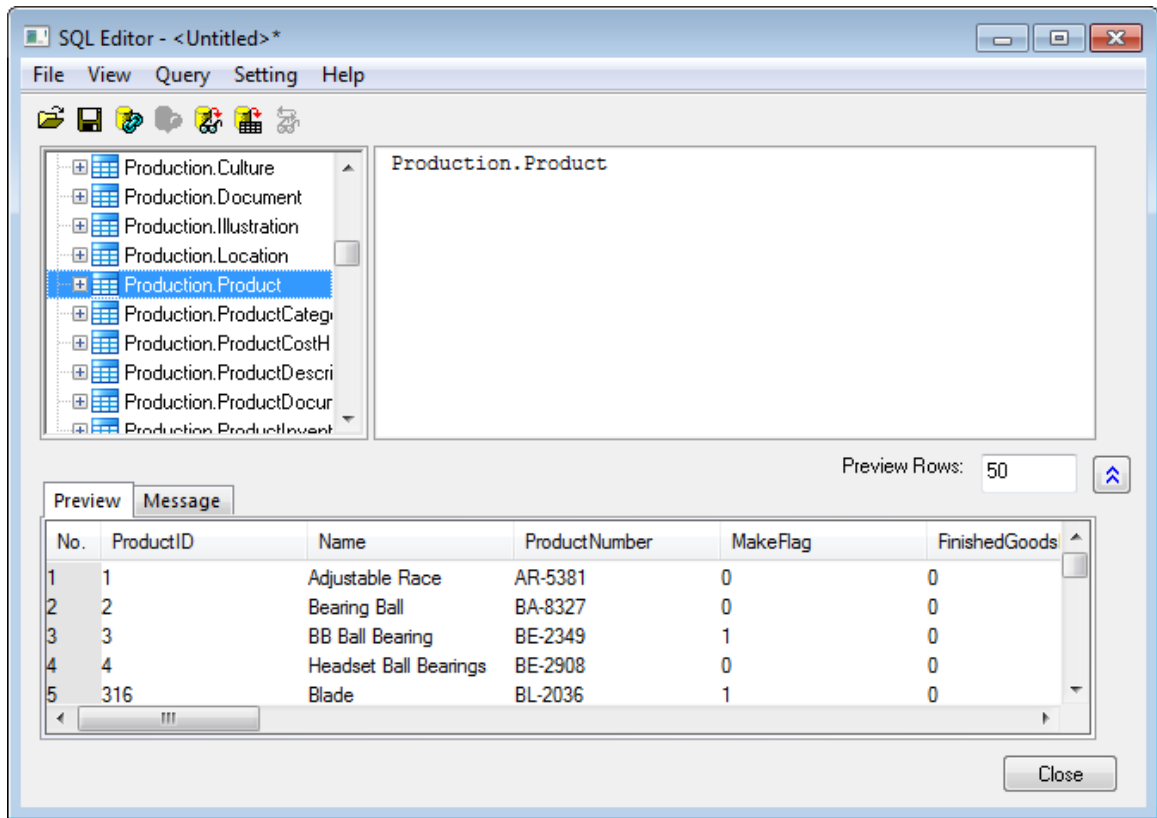 SQL Editor - <Untitled>*
File View Query Setting Help
Production.Culture
Production.Document
Production.Illustration
Production.Location
Production.Product
Production.ProductCateg
Production.ProductCostH
Production.ProductDescri
Production.ProductDocur
Production.ProductInvent
Production.Product
Preview Rows: 50
Preview Message
No. ProductID Name ProductNumber MakeFlag FinishedGoods
1 1 Adjustable Race AR-5381 0 0
2 2 Bearing Ball BA-8327 0 0
3 3 BB Ball Bearing BE-2349 1 0
4 4 Headset Ball Bearings BE-2908 0 0
5 316 Blade BL-2036 1 0
Close